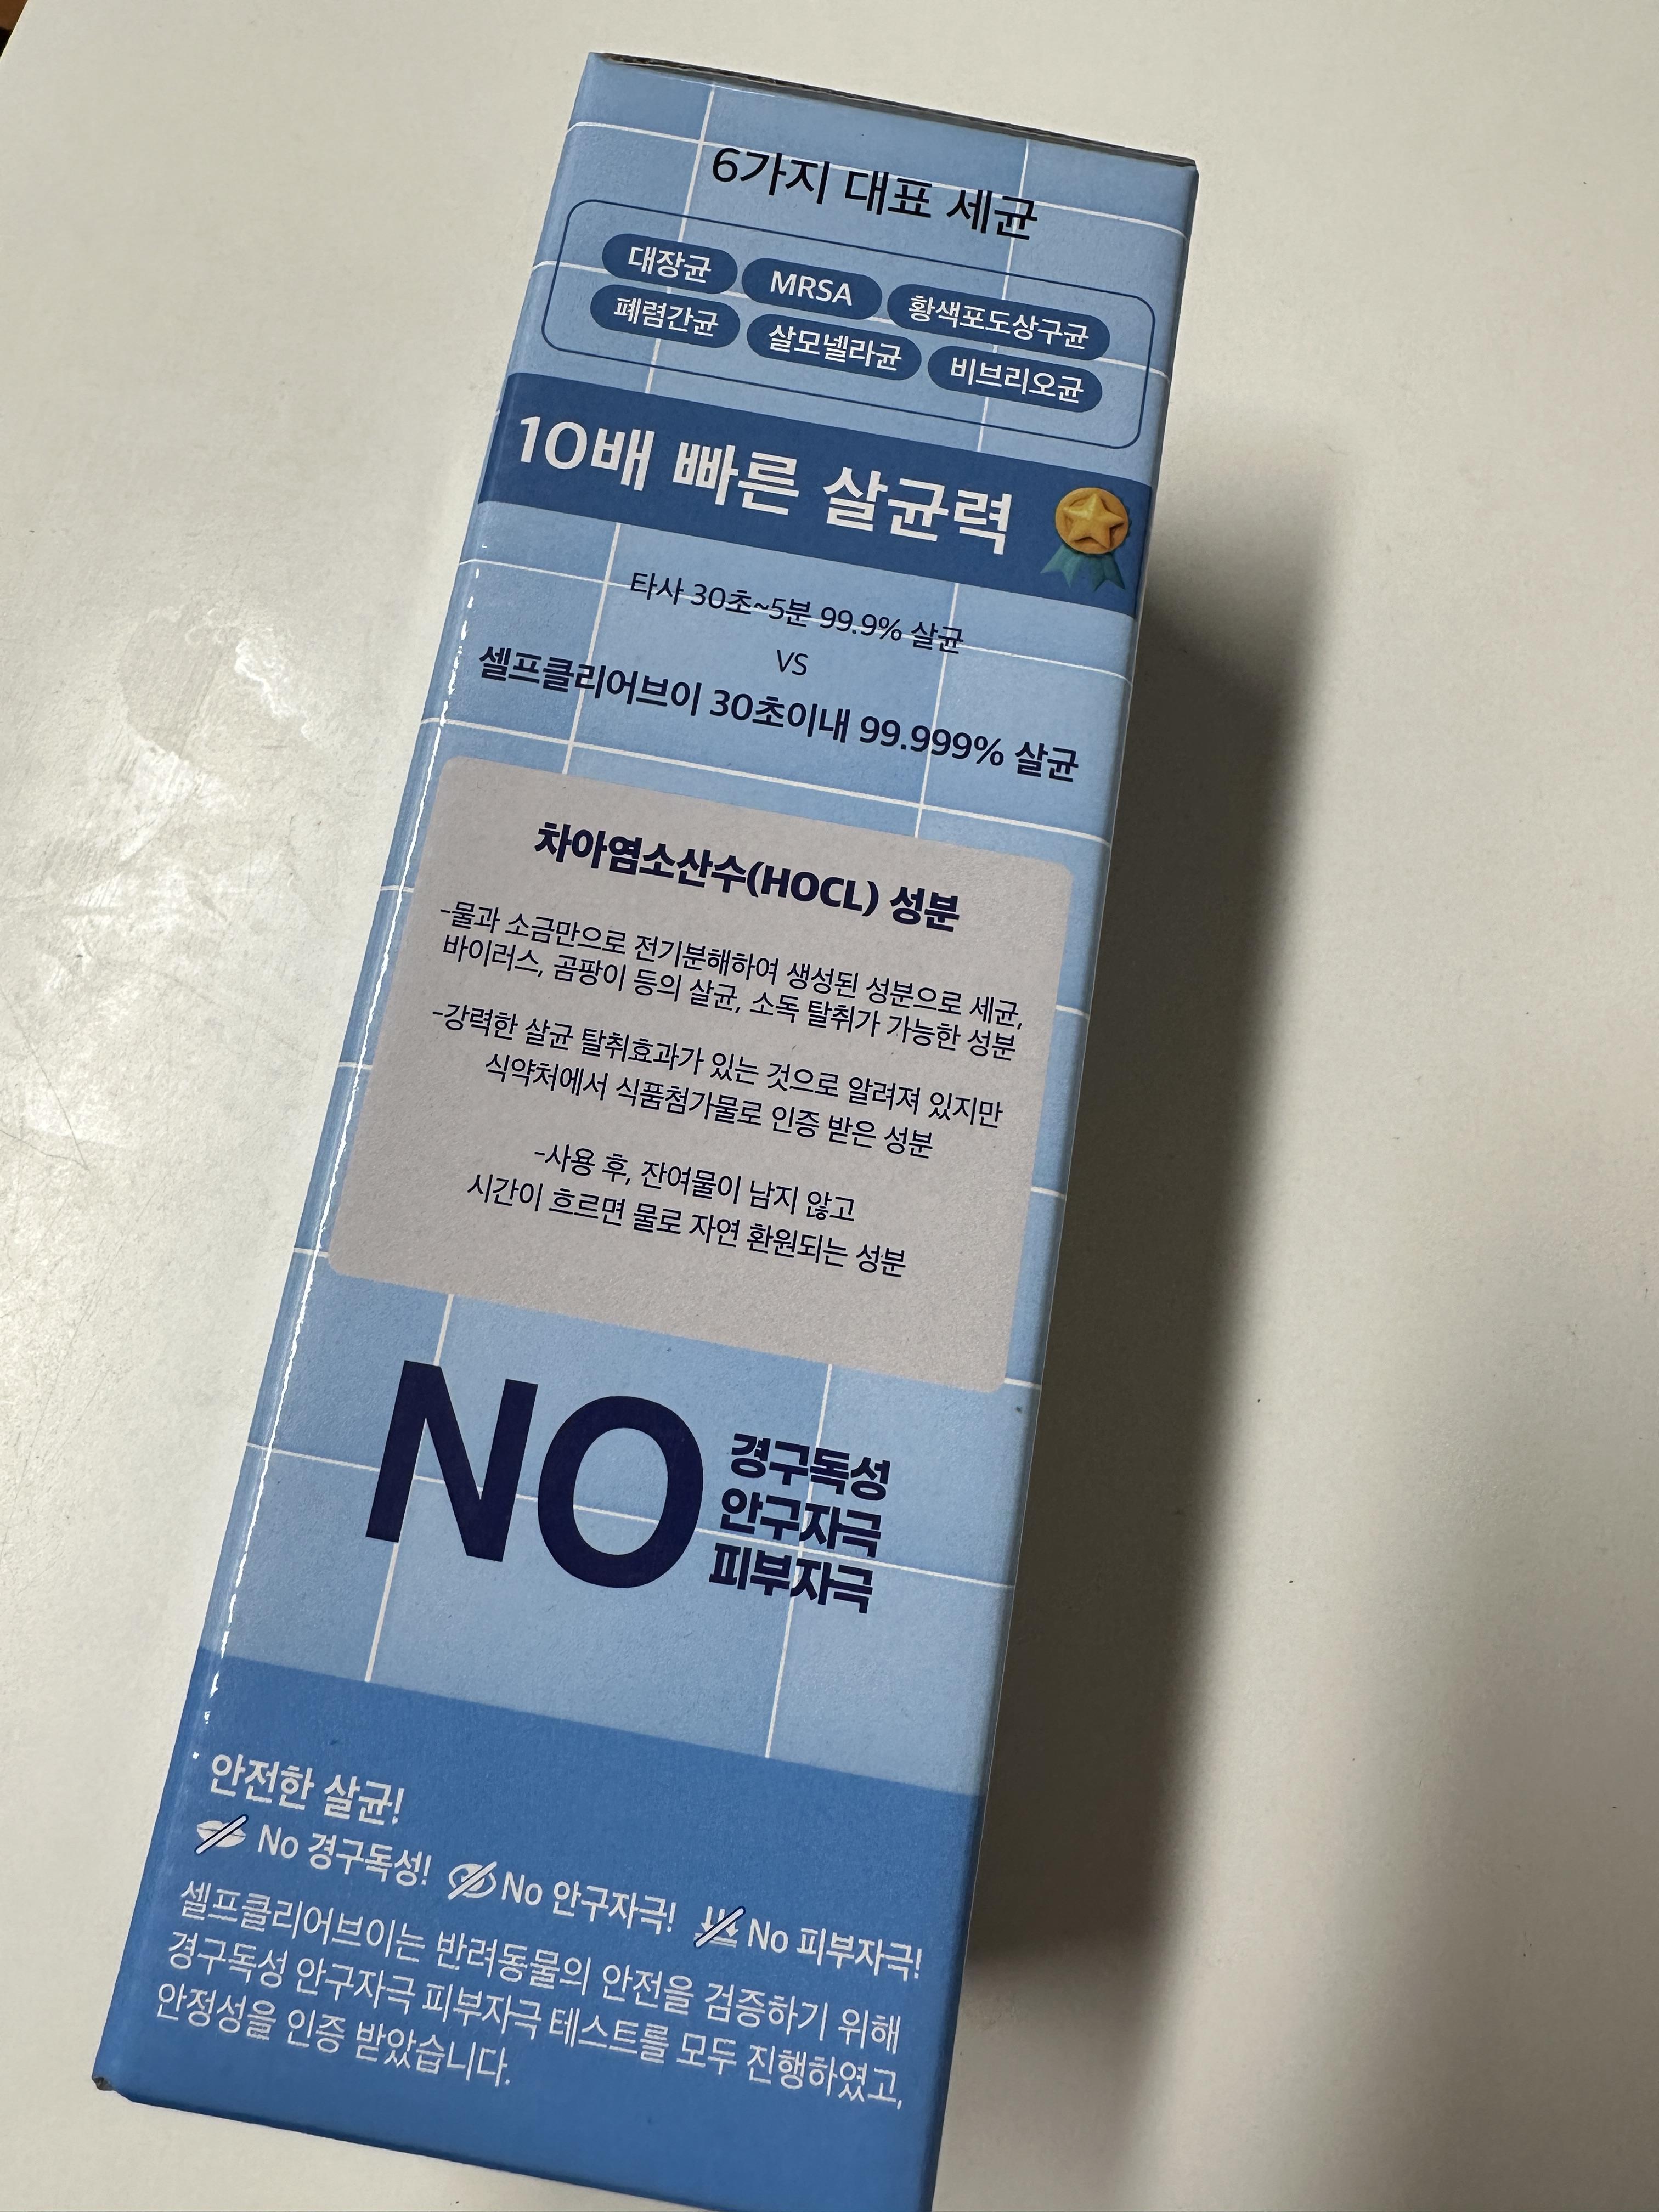 6가지 대표 세균
대장균 MRSA 황색포도상구균
폐렴간균 살모넬라균 비브리오균
10배 빠른 살균력
타사 30초~5분 99.9% 살균
VS
셀프클리어브이 30초이내 99.999% 살균
차아염소산수(HOCL) 성분
-물과 소금만으로 전기분해하여 생성된 성분으로 세균,
바이러스, 곰팡이 등의 살균, 소독 탈취가 가능한 성분
-강력한 살균 탈취효과가 있는 것으로 알려져 있지만
식약처에서 식품첨가물로 인증 받은 성분
-사용 후, 잔여물이 남지 않고
시간이 흐르면 물로 자연 환원되는 성분
NO
경구독성
안구자극
피부자극
안전한 살균!
No 경구독성! No 안구자극! No 피부자극!
셀프클리어브이는 반려동물의 안전을 검증하기 위해
경구독성 안구자극 피부자극 테스트를 모두 진행하였고,
안정성을 인증 받았습니다.